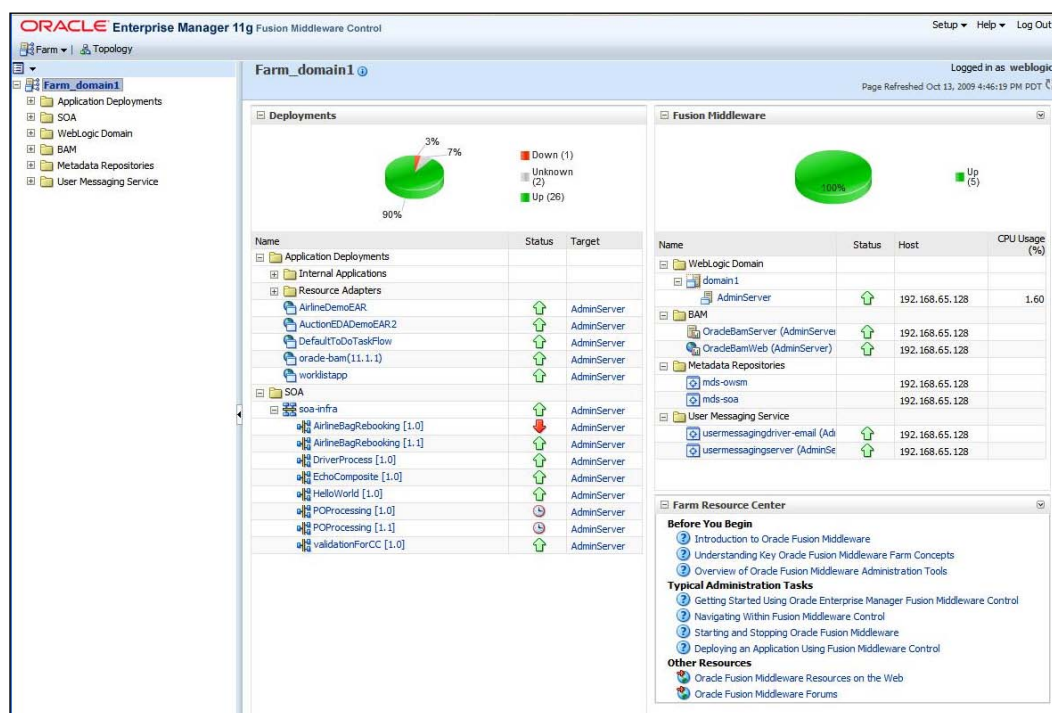 ORACLE Enterprise Manager 11g Fusion Middleware Control
Setup Help Log Out
Farm | Topology
Farm_domain1
Application Deployments
SOA
WebLogic Domain
BAM
Metadata Repositories
User Messaging Service
Farm_domain1
Logged in as weblogic
Page Refreshed Oct 13, 2009 4:46:19 PM PDT
Deployments
3%
7%
90%
Down (1)
Unknown
(2)
Up (26)
Name Status Target
Application Deployments
Internal Applications
Resource Adapters
AirlineDemoEAR AdminServer
AuctionEDADemoEAR2 AdminServer
DefaultToDoTaskFlow AdminServer
oracle-bam(11.1.1) AdminServer
worklistapp AdminServer
SOA
soa-infra AdminServer
AirlineBagRebooking [1.0] AdminServer
AirlineBagRebooking [1.1] AdminServer
DriverProcess [1.0] AdminServer
EchoComposite [1.0] AdminServer
HelloWorld [1.0] AdminServer
POProcessing [1.0] AdminServer
POProcessing [1.1] AdminServer
validationForCC [1.0] AdminServer
Fusion Middleware
100%
Up
(5)
Name Status Host CPU Usage
(%)
WebLogic Domain
domain1
AdminServer 192.168.65.128 1.60
BAM
OracleBamServer (AdminServer 192.168.65.128
OracleBamWeb (AdminServer) 192.168.65.128
Metadata Repositories
mds-owsm 192.168.65.128
mds-soa 192.168.65.128
User Messaging Service
usermessagingdriver-email (Adm 192.168.65.128
usermessagingserver (AdminSe 192.168.65.128
Farm Resource Center
Before You Begin
Introduction to Oracle Fusion Middleware
Understanding Key Oracle Fusion Middleware Farm Concepts
Overview of Oracle Fusion Middleware Administration Tools
Typical Administration Tasks
Getting Started Using Oracle Enterprise Manager Fusion Middleware Control
Navigating Within Fusion Middleware Control
Starting and Stopping Oracle Fusion Middleware
Deploying an Application Using Fusion Middleware Control
Other Resources
Oracle Fusion Middleware Resources on the Web
Oracle Fusion Middleware Forums